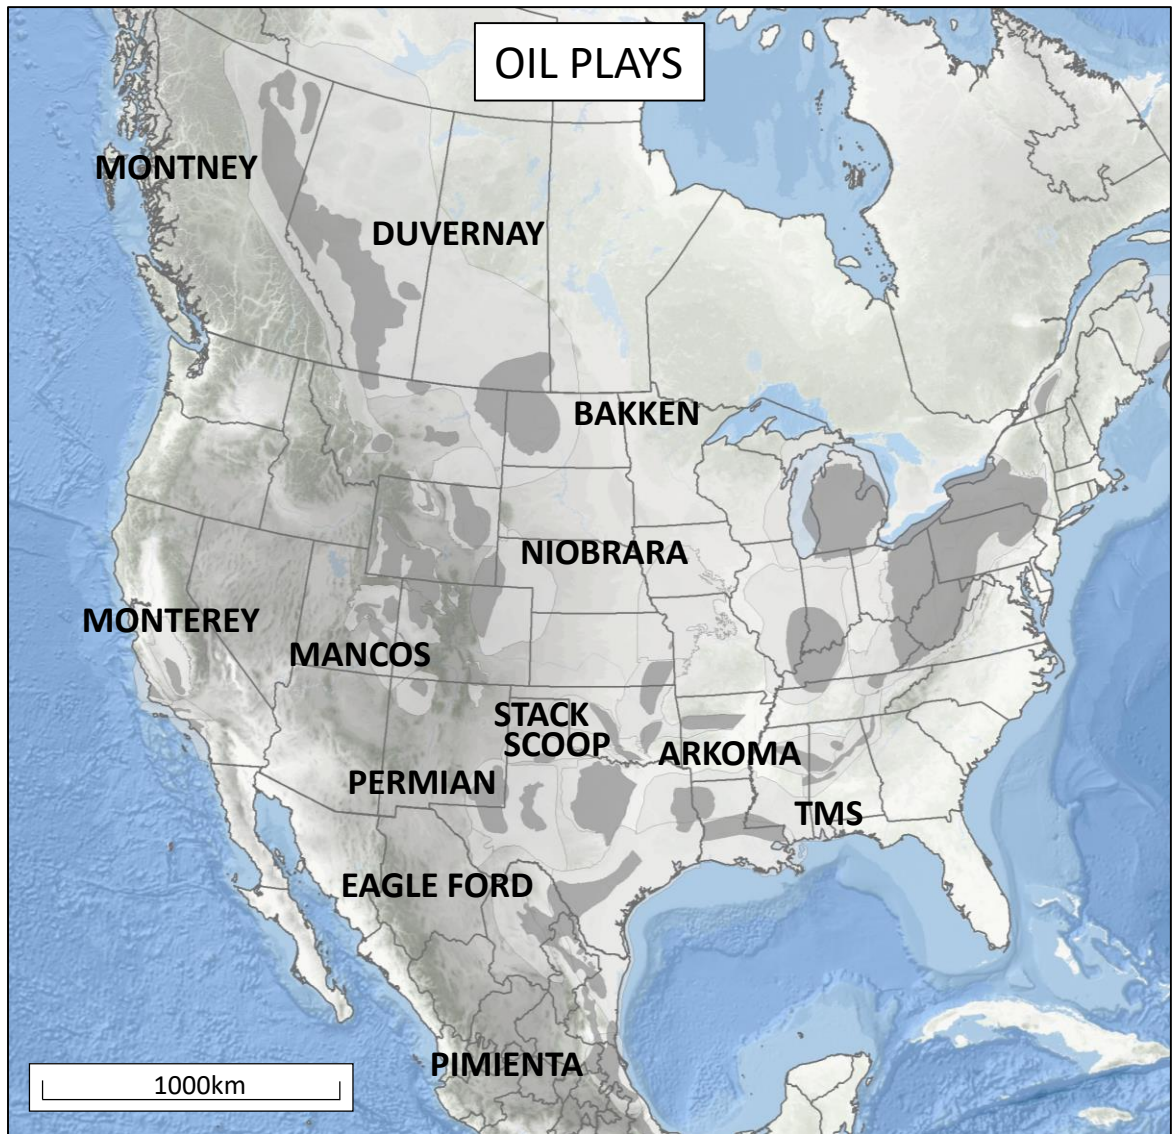 OIL PLAYS
MONTNEY
DUVERNAY
BAKKEN
NIOBRARA
MONTEREY
MANCOS
STACK
SCOOP
ARKOMA
PERMIAN
TMS
EAGLE FORD
PIMIENTA
1000km